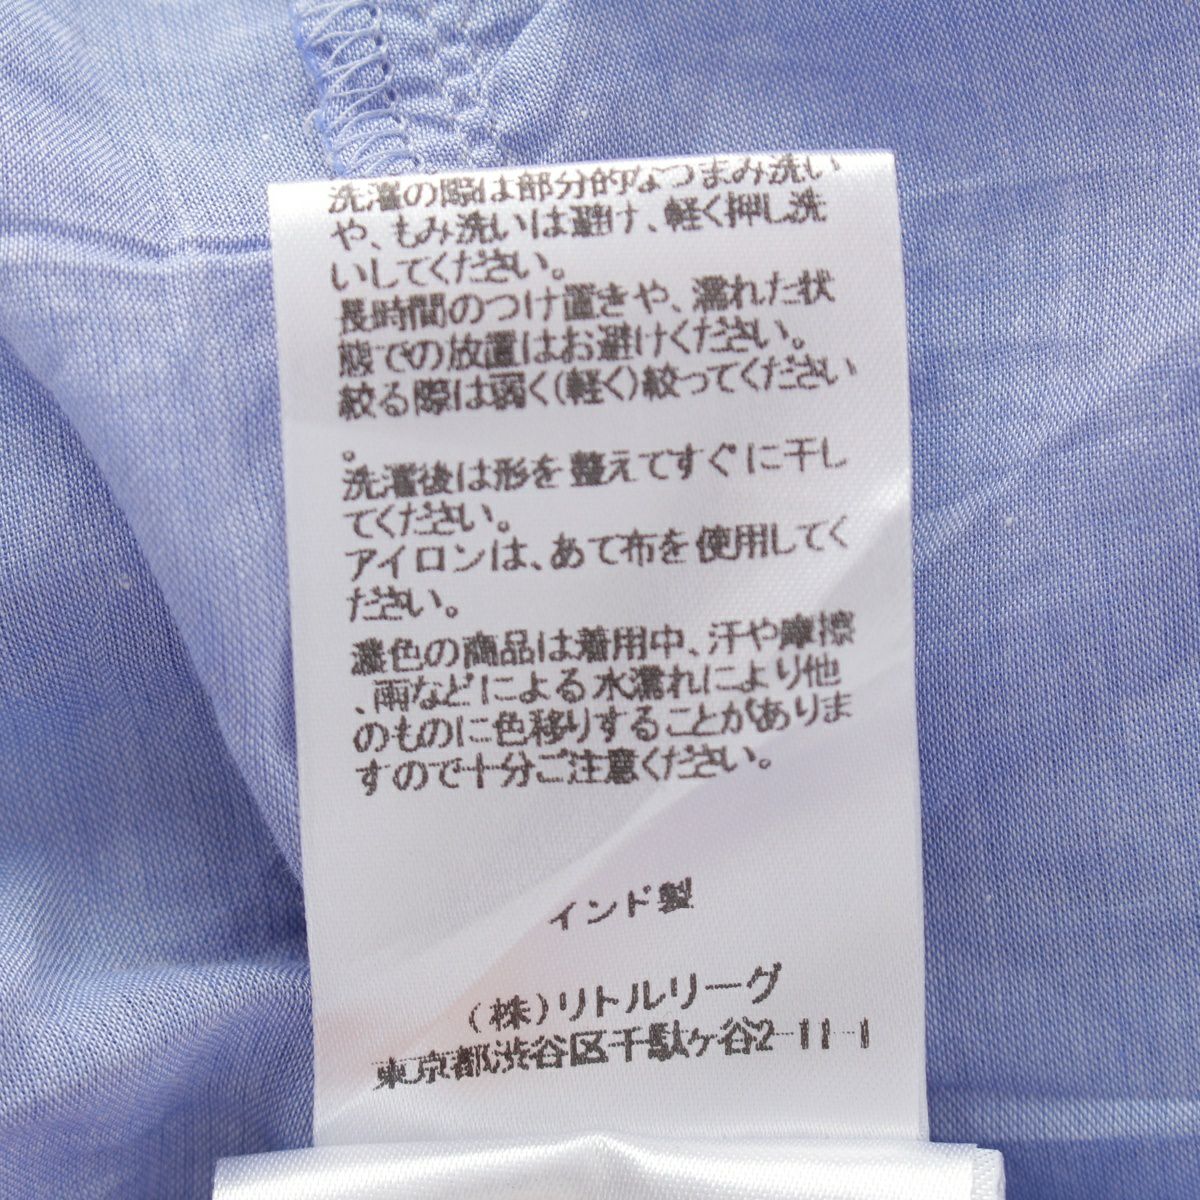 洗濯の際は部分的なつまみ洗い
や、もみ洗いは避け、軽く押し洗
いしてください。
長時間のつけ置きや、濡れた状
態での放置はお避けください。
絞る際は弱く(軽く)絞ってください
。
洗濯後は形を整えてすぐに干し
てください。
アイロンは、あて布を使用してく
ださい。
濃色の商品は着用中、汗や摩擦
、雨などによる水濡れにより他
のものに色移りすることがありま
すので十分ご注意ください。
インド製
(株)リトルリーグ
東京都渋谷区千駄ヶ谷2-11-1